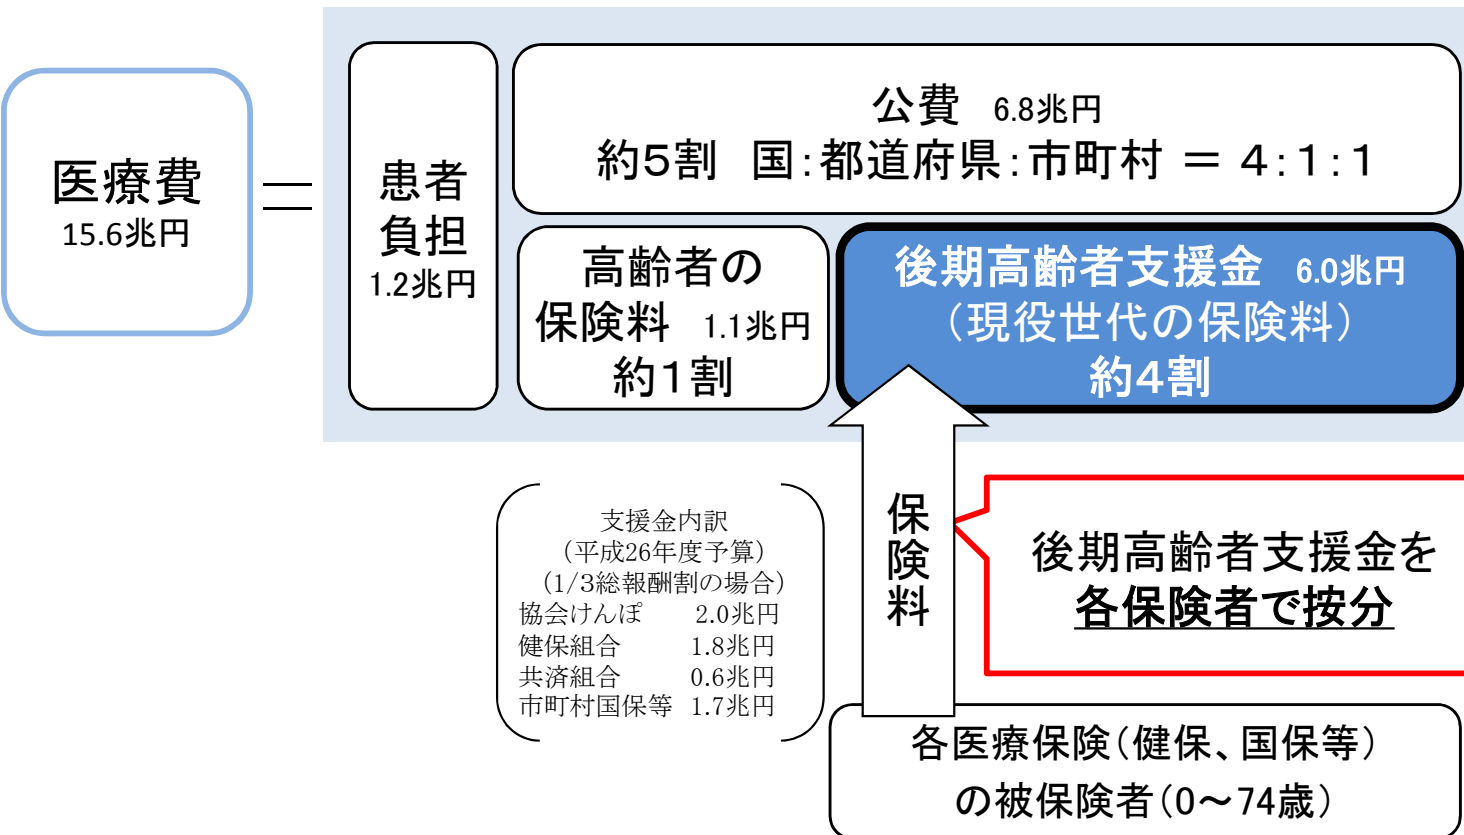 医療費
15.6兆円
＝
患者
負担
1.2兆円
公費 6.8兆円
約５割 国：都道府県：市町村 ＝ ４：１：１
高齢者の
保険料 1.1兆円
約１割
後期高齢者支援金 6.0兆円
（現役世代の保険料）
約４割
支援金内訳
（平成26年度予算）
（1/3総報酬割の場合）
協会けんぽ 2.0兆円
健保組合 1.8兆円
共済組合 0.6兆円
市町村国保等 1.7兆円
保険料
後期高齢者支援金を
各保険者で按分
各医療保険（健保、国保等）
の被保険者（0～74歳）